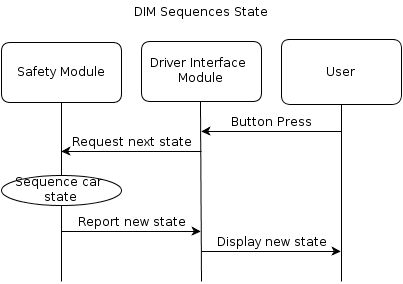 DIM Sequences State
Safety Module
Driver Interface
Module
User
Button Press
Request next state
Sequence car
state
Report new state
Display new state